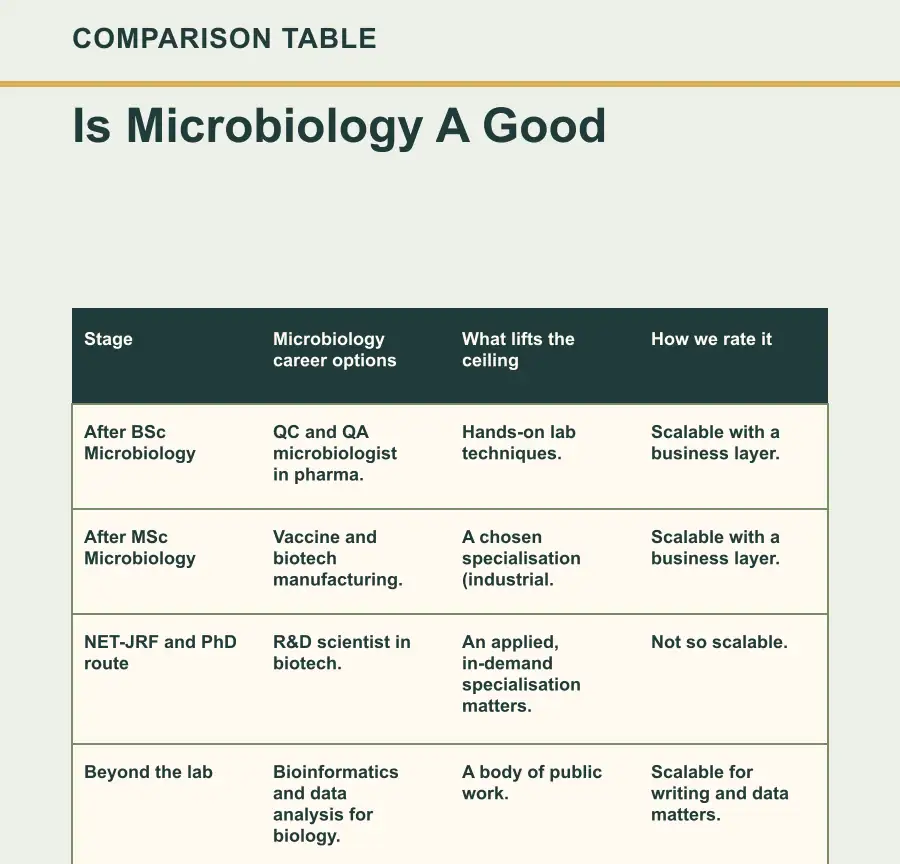 COMPARISON TABLE
Is Microbiology A Good
Stage
Microbiology
career options
What lifts the
ceiling
How we rate it
After BSc
Microbiology
QC and QA
microbiologist
in pharma.
Hands-on lab
techniques.
Scalable with a
business layer.
After MSc
Microbiology
Vaccine and
biotech
manufacturing.
A chosen
specialisation
(industrial.
Scalable with a
business layer.
NET-JRF and PhD
route
R&D scientist in
biotech.
An applied,
in-demand
specialisation
matters.
Not so scalable.
Beyond the lab
Bioinformatics
and data
analysis for
biology.
A body of public
work.
Scalable for
writing and data
matters.